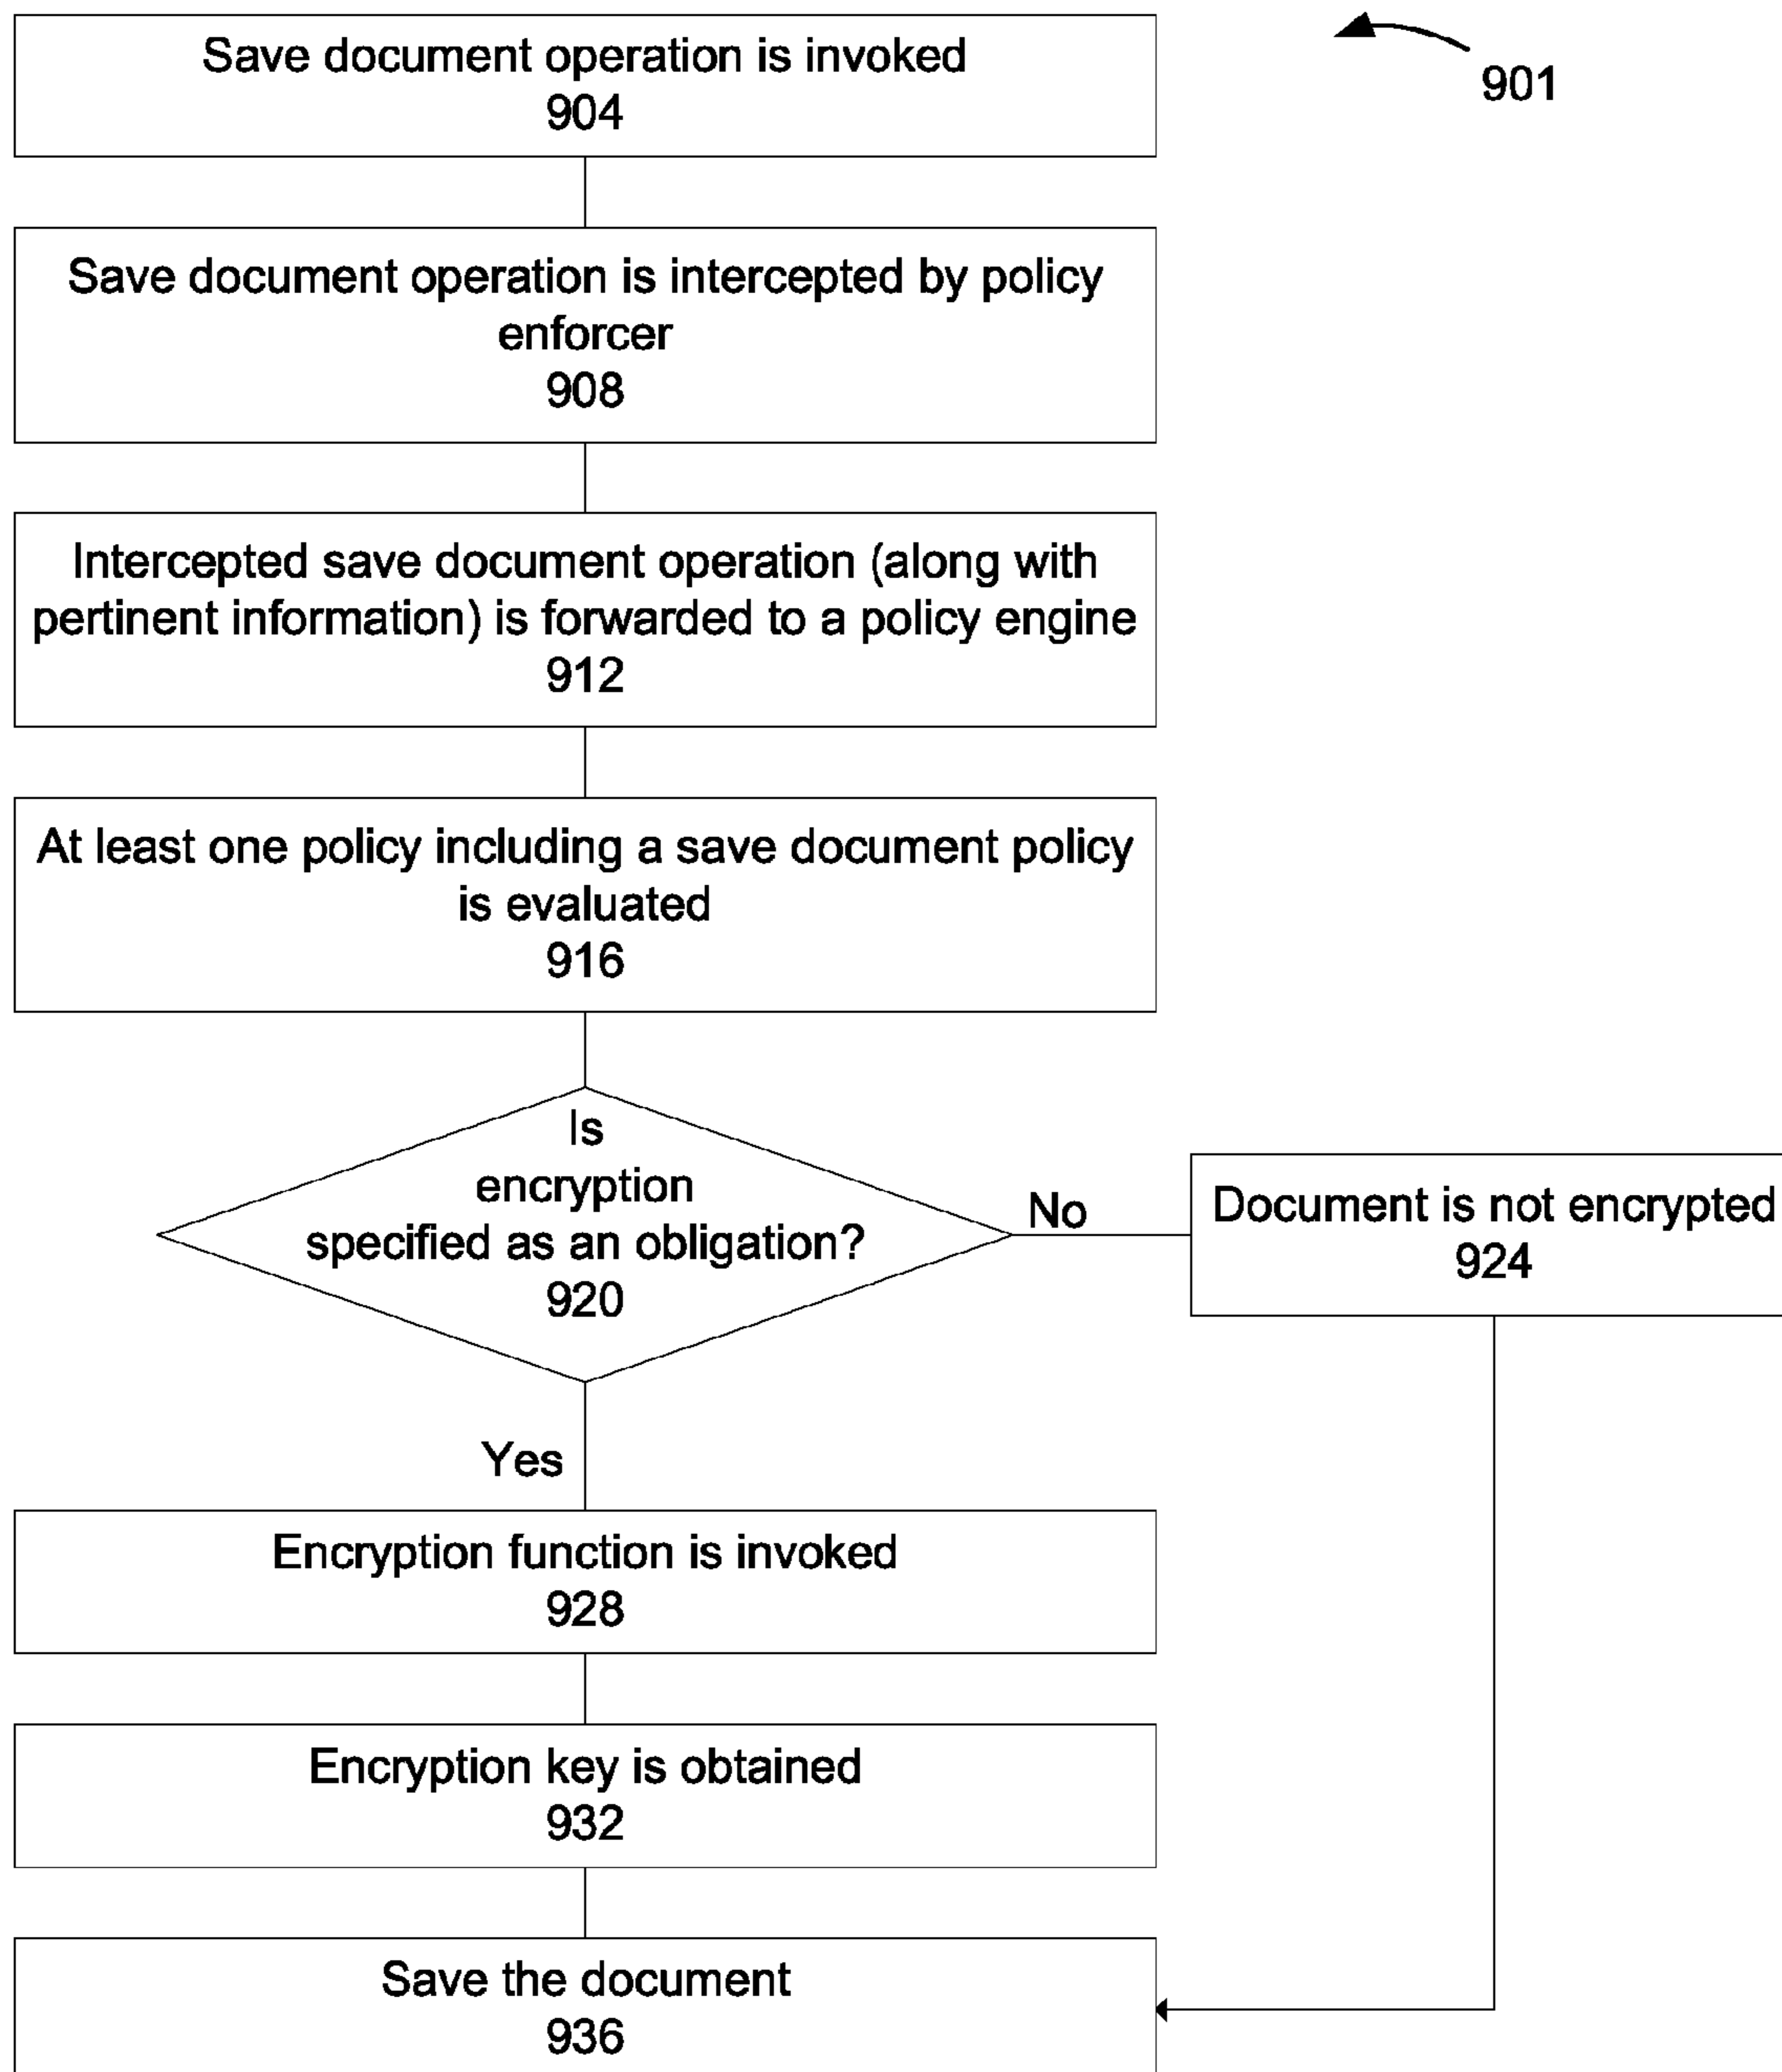 Save document operation is invoked
904
901
Save document operation is intercepted by policy
enforcer
908
Intercepted save document operation (along with
pertinent information) is forwarded to a policy engine
912
At least one policy including a save document policy
is evaluated
916
Is
encryption
specified as an obligation?
920
No
Document is not encrypted
924
Yes
Encryption function is invoked
928
Encryption key is obtained
932
Save the document
936